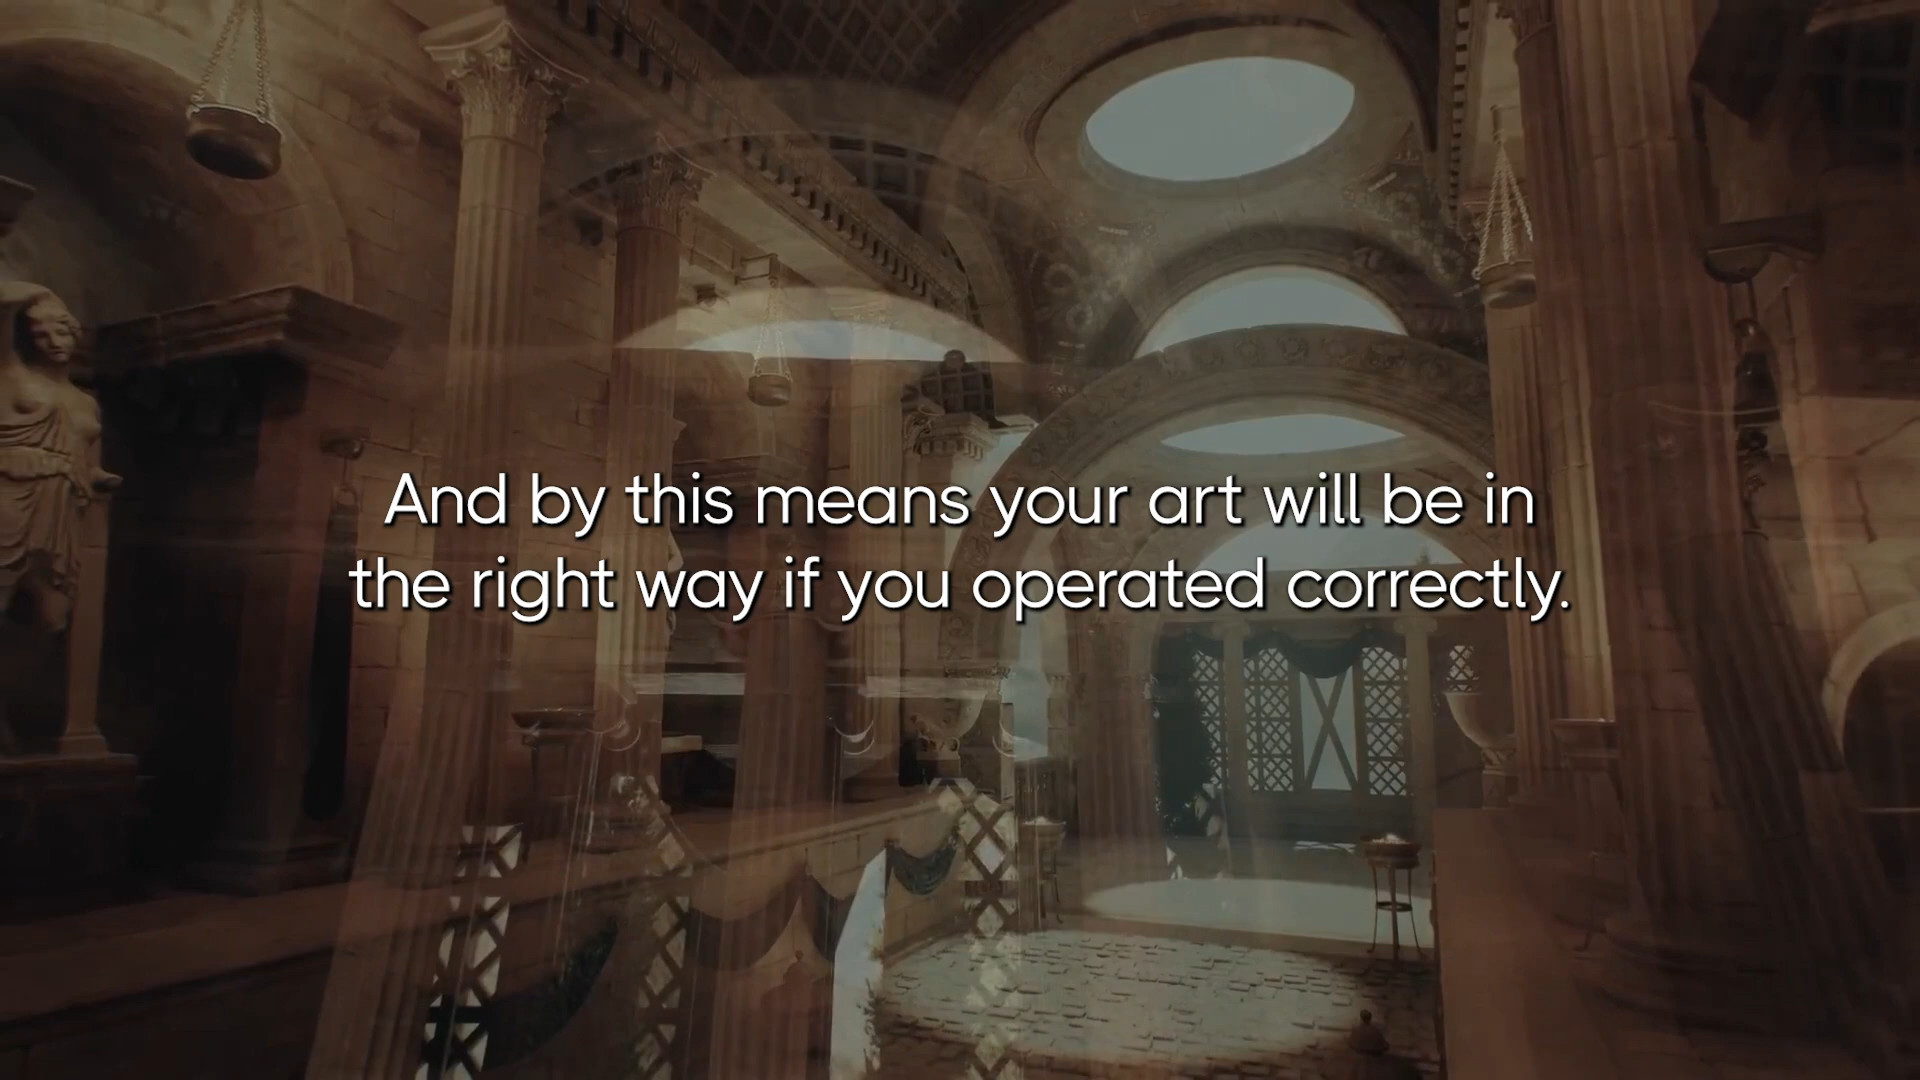 And by this means your art will be in
the right way if you operated correctly.